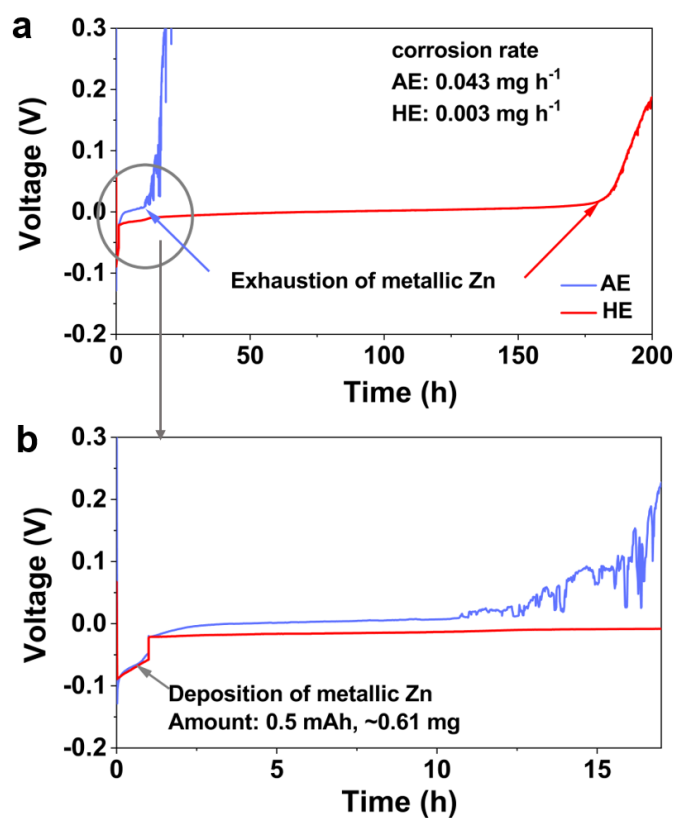 a
0.3
0.2
0.1
0.0
-0.1
-0.2
Voltage (V)
corrosion rate
AE: 0.043 mg h⁻¹
HE: 0.003 mg h⁻¹
Exhaustion of metallic Zn
AE
HE
0
50
100
150
200
Time (h)
b
0.3
0.2
0.1
0.0
-0.1
-0.2
Voltage (V)
Deposition of metallic Zn
Amount: 0.5 mAh, ~0.61 mg
0
5
10
15
Time (h)